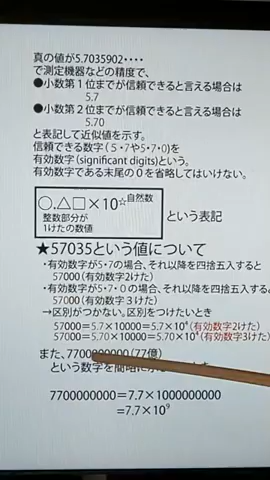 真の値が5.7035902・・・・
で測定機器などの精度で、
●小数第1位までが信頼できると言える場合は
5.7
●小数第2位までが信頼できると言える場合は
5.70
と表記して近似値を示す。
信頼できる数字(5・7や5・7・0)を
有効数字(significant digits)という。
有効数字である末尾の0を省略してはいけない。
○.△□×10☆自然数
整数部分が
1けたの数値
という表記
★57035という値について
・有効数字が5・7の場合、それ以降を四捨五入すると
57000(有効数字2けた)
・有効数字が5・7・0の場合、それ以降を四捨五入すると
57000(有効数字3けた)
→区別がつかない。区別をつけたいとき
57000=5.7×10000=5.7×10⁴(有効数字2けた)
57000=5.70×10000=5.70×10⁴(有効数字3けた)
また、7700000000(77億)
という数字を簡略に
7700000000=7.7×1000000000
=7.7×10⁹